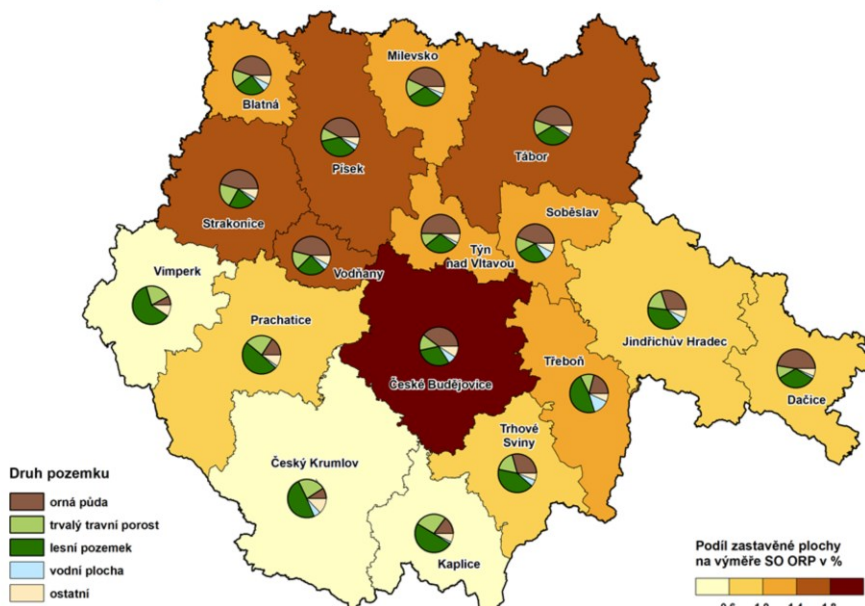 Milevsko
Blatná
Písek
Tábor
Strakonice
Soběslav
Týn
nad Vltavou
Vodňany
Vimperk
Prachatice
Jindřichův Hradec
České Budějovice
Třeboň
Dačice
Trhové
Sviny
Český Krumlov
Kaplice
Druh pozemku
orná půda
trvalý travní porost
lesní pozemek
vodní plocha
ostatní
Podíl zastavěné plochy
na výměře SO ORP v %